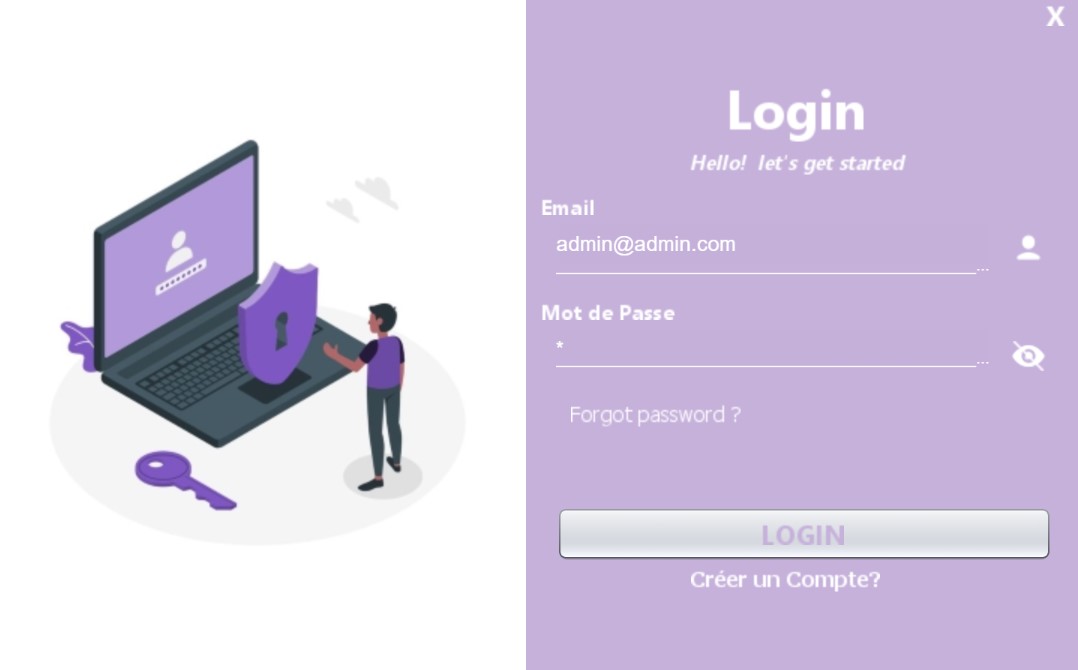 X
Login
Hello! let's get started
Email
admin@admin.com
...
Mot de Passe
*
...
Forgot password ?
LOGIN
Créer un Compte?